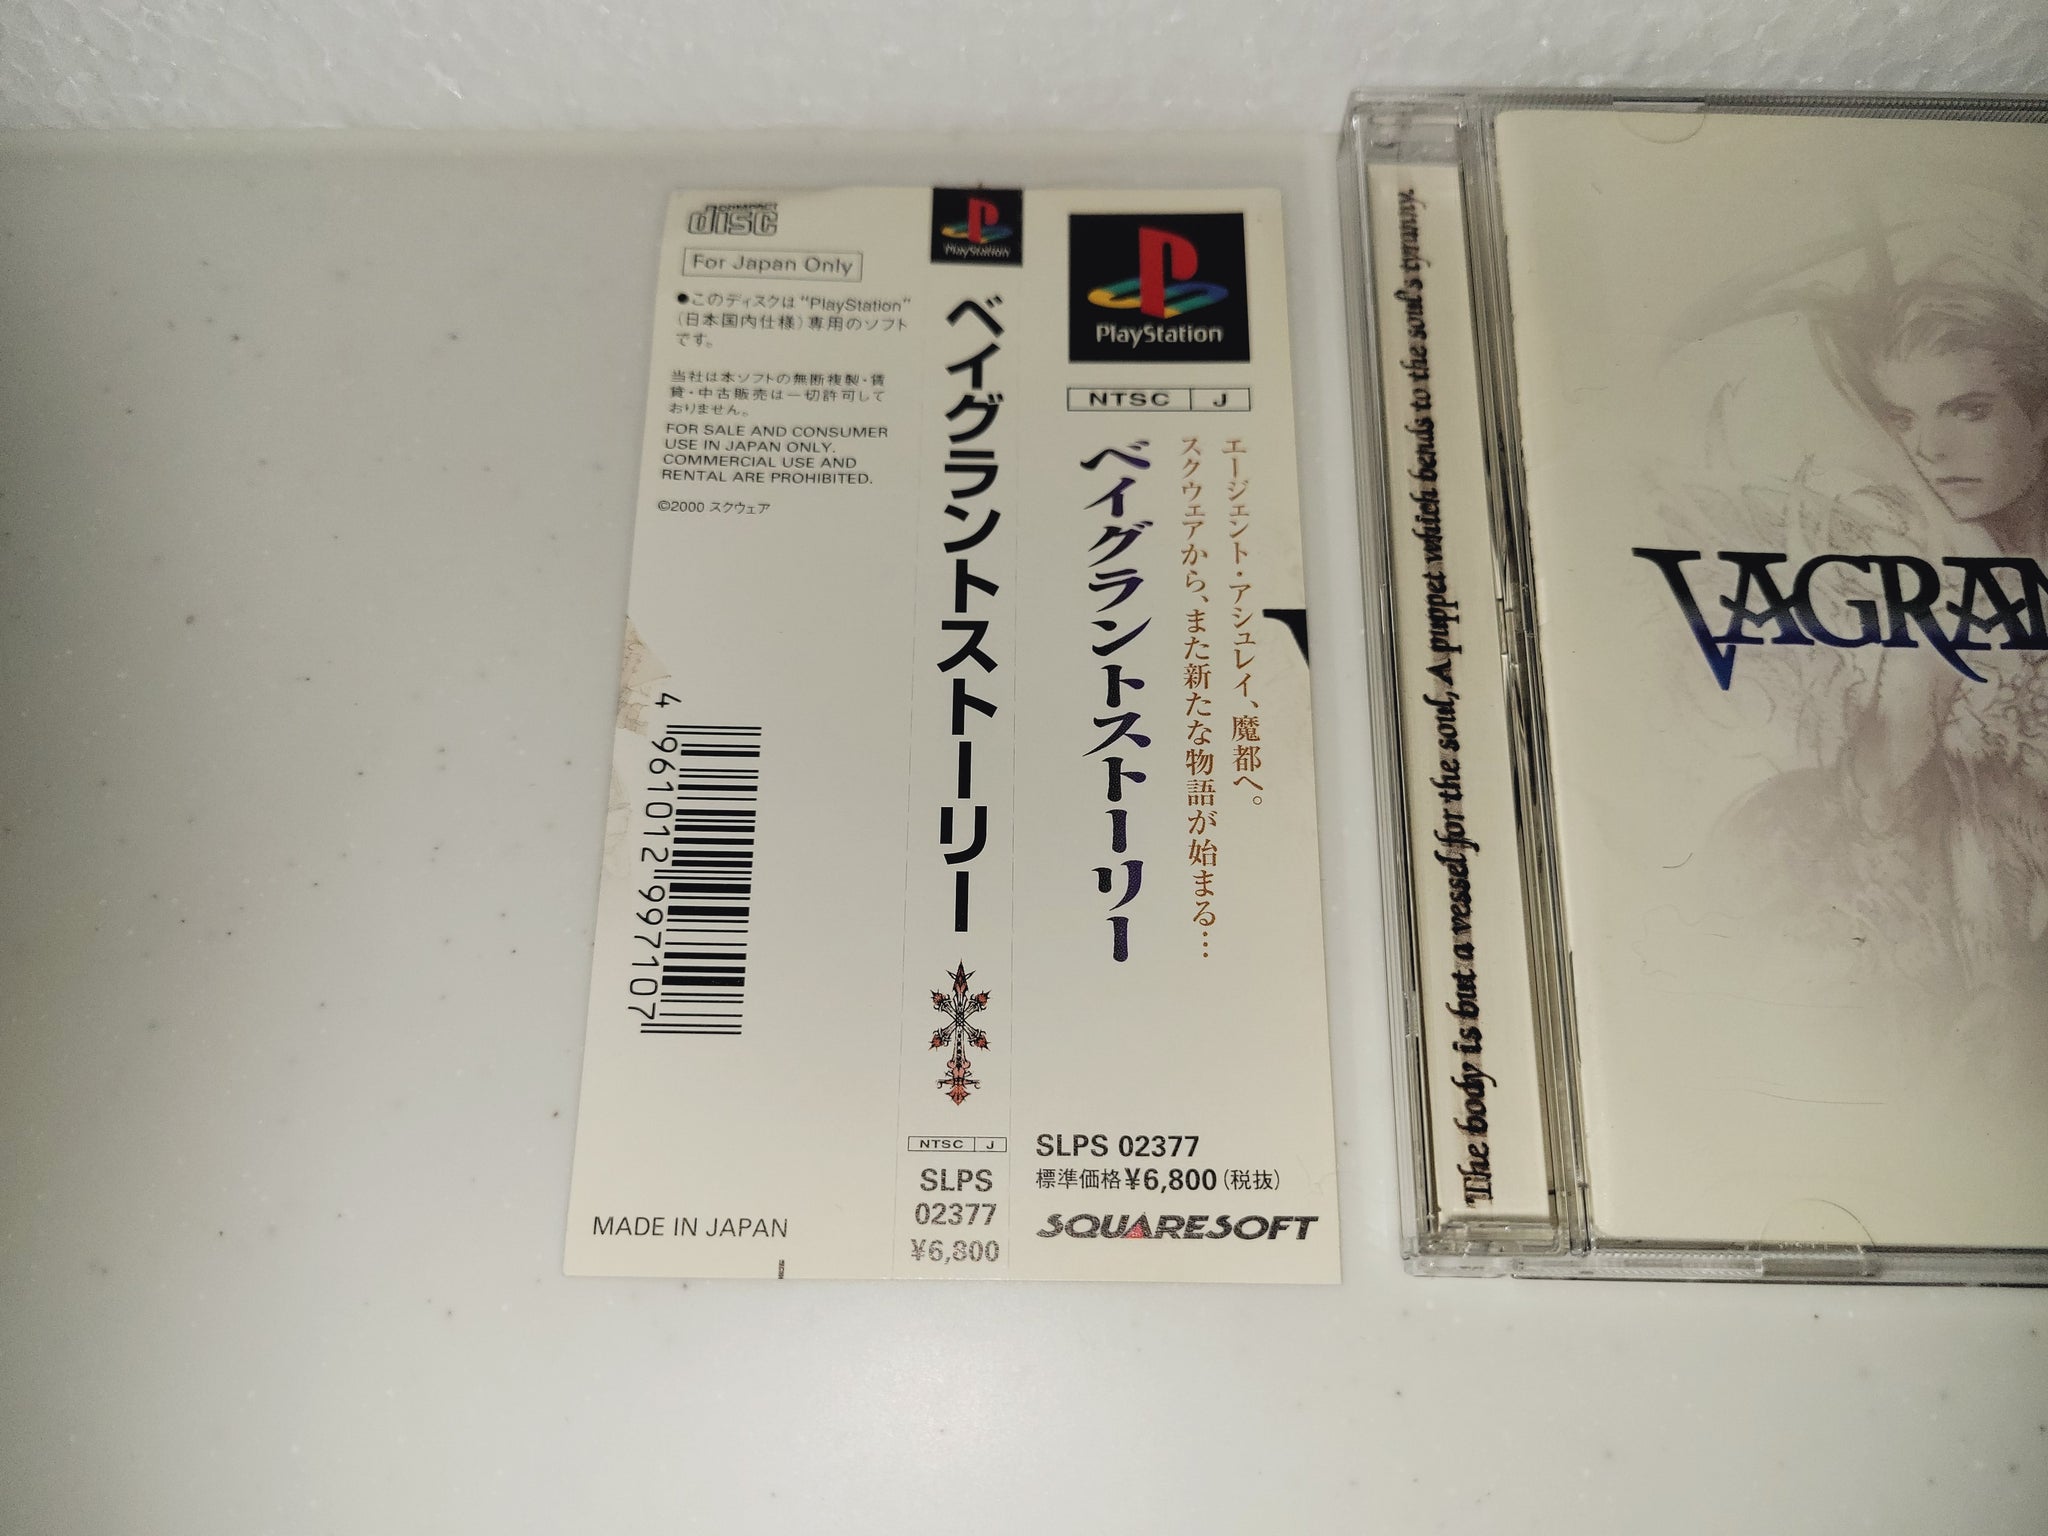 COMPACT
disc
For Japan Only
●このディスクは"PlayStation"
(日本国内仕様)専用のソフト
です。
当社は本ソフトの無断複製・賃
貸・中古販売は一切許可して
おりません。
FOR SALE AND CONSUMER
USE IN JAPAN ONLY.
COMMERCIAL USE AND
RENTAL ARE PROHIBITED.
©2000 スクウェア
4 961012 997107
MADE IN JAPAN
PlayStation
ベイグラントストーリー
NTSC J
SLPS
02377
¥6,800
PlayStation
NTSC J
エージェント・アシュレイ、魔都へ。
スクウェアから、また新たな物語が始まる…
ベイグラントストーリー
SLPS 02377
標準価格¥6,800(税抜)
SQUARESOFT
The body is but a vessel for the soul, A puppet which bends to the soul's tyranny.
VAGRAN